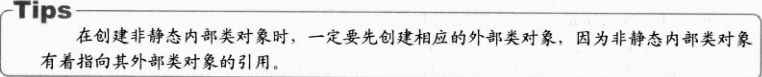 Tips
在创建非静态内部类对象时，一定要先创建相应的外部类对象，因为非静态内部类对象
有着指向其外部类对象的引用。